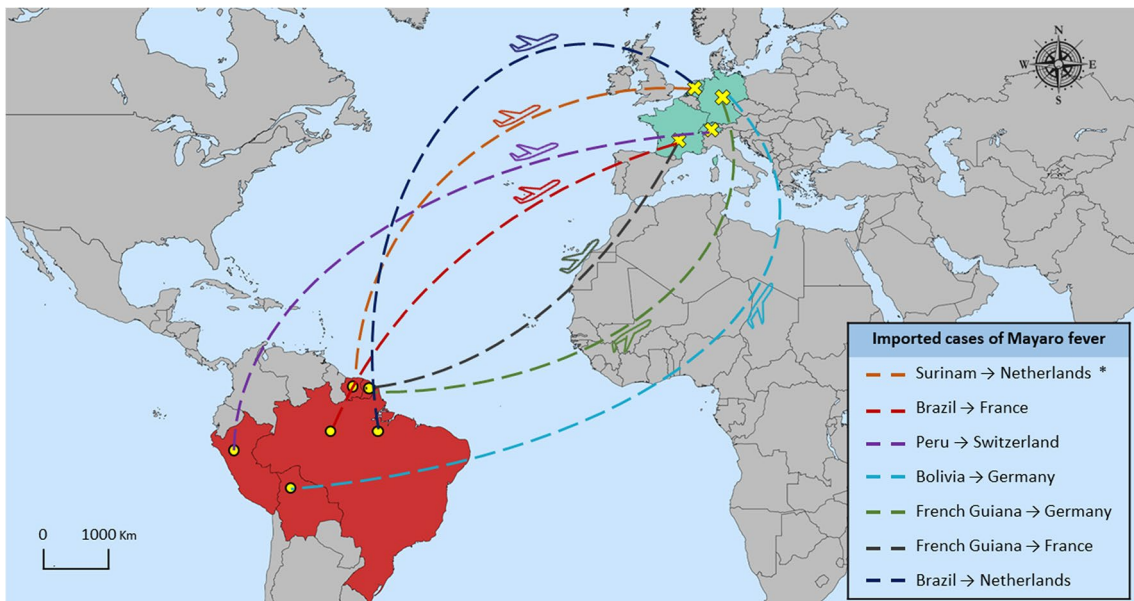 N
W E
S
Imported cases of Mayaro fever
Surinam → Netherlands *
Brazil → France
Peru → Switzerland
Bolivia → Germany
French Guiana → Germany
French Guiana → France
Brazil → Netherlands
0 1000 Km